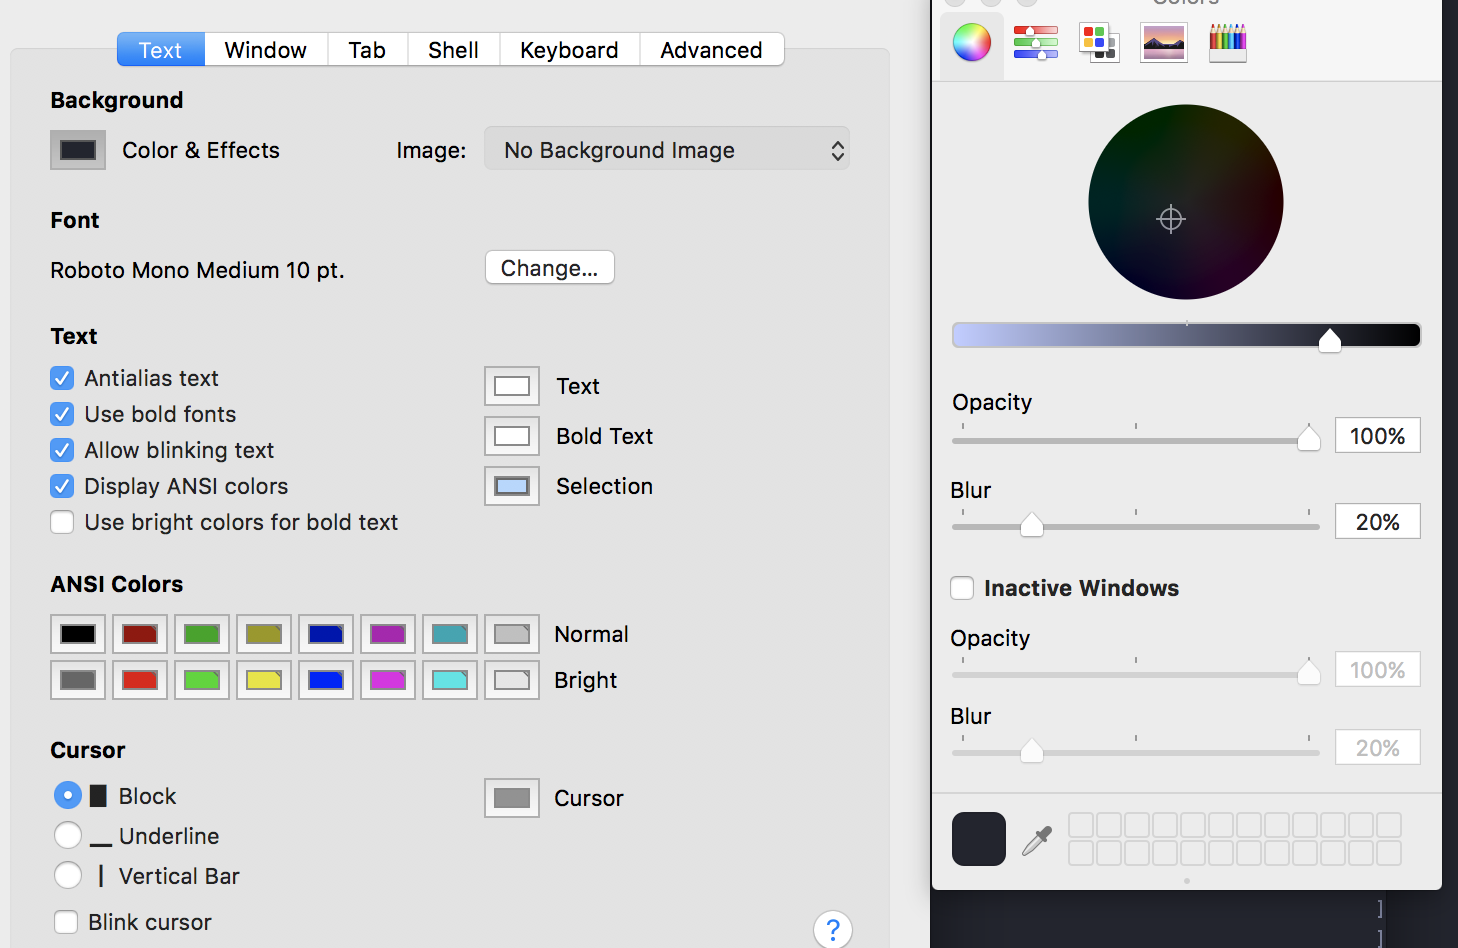 Text Window Tab Shell Keyboard Advanced
Background
Color & Effects Image: No Background Image
Font
Roboto Mono Medium 10 pt. Change...
Text
Antialias text
Use bold fonts
Allow blinking text
Display ANSI colors
Use bright colors for bold text
Text
Bold Text
Selection
ANSI Colors
Normal
Bright
Cursor
Block
Underline
Vertical Bar
Blink cursor
Cursor
?
Colors
Opacity
100%
Blur
20%
Inactive Windows
Opacity
100%
Blur
20%
]
]